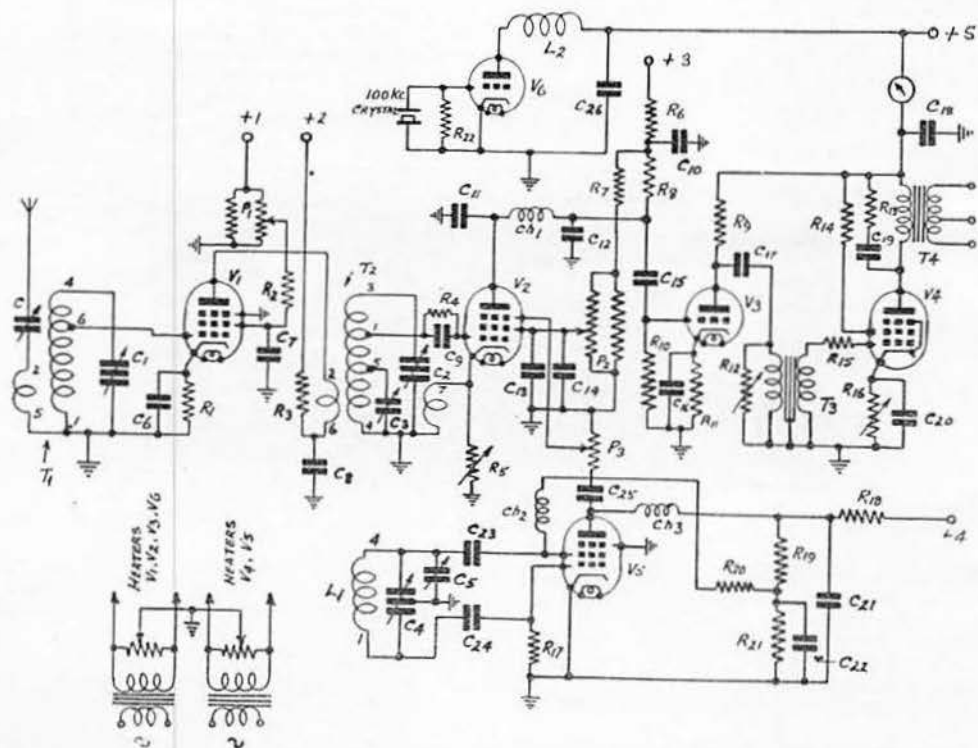 L2
+5
V6
100KC
CRYSTAL
R22
C26
+3
R6
C10
C18
+1
+2
R7
R8
C11
Ch1
C12
R9
C17
R14
R13
C19
T4
P1
R2
C7
V1
T2
R4
C9
V2
C15
V3
V4
C
4
6
2
5
1
T1
C1
C6
R1
R3
2
6
C8
3
1
5
4
C2
C3
7
R5
C13
C14
P2
R10
C16
R11
R12
T3
R15
R16
C20
P3
C25
Ch2
Ch3
R18
+4
HEATERS
V1, V2, V3, V6
HEATERS
V4, V5
4
L1
1
C23
C5
C4
C24
R17
V5
R19
R20
R21
C21
C22